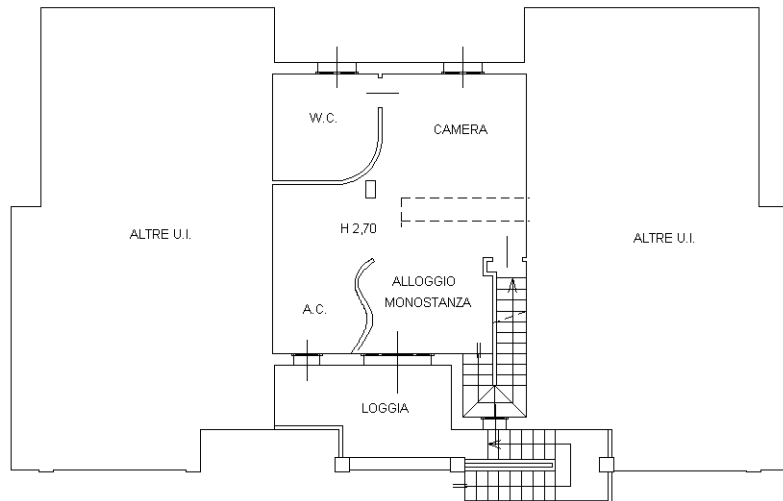 W.C.
CAMERA
ALTRE U.I.
H 2,70
ALTRE U.I.
ALLOGGIO
MONOSTANZA
A.C.
LOGGIA